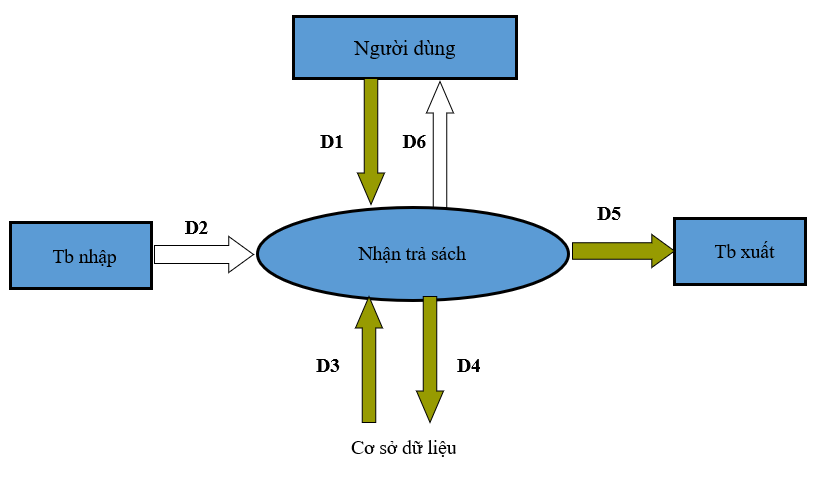 Người dùng
D1
D6
D2
D5
Tb nhập
Nhận trả sách
Tb xuất
D3
D4
Cơ sở dữ liệu